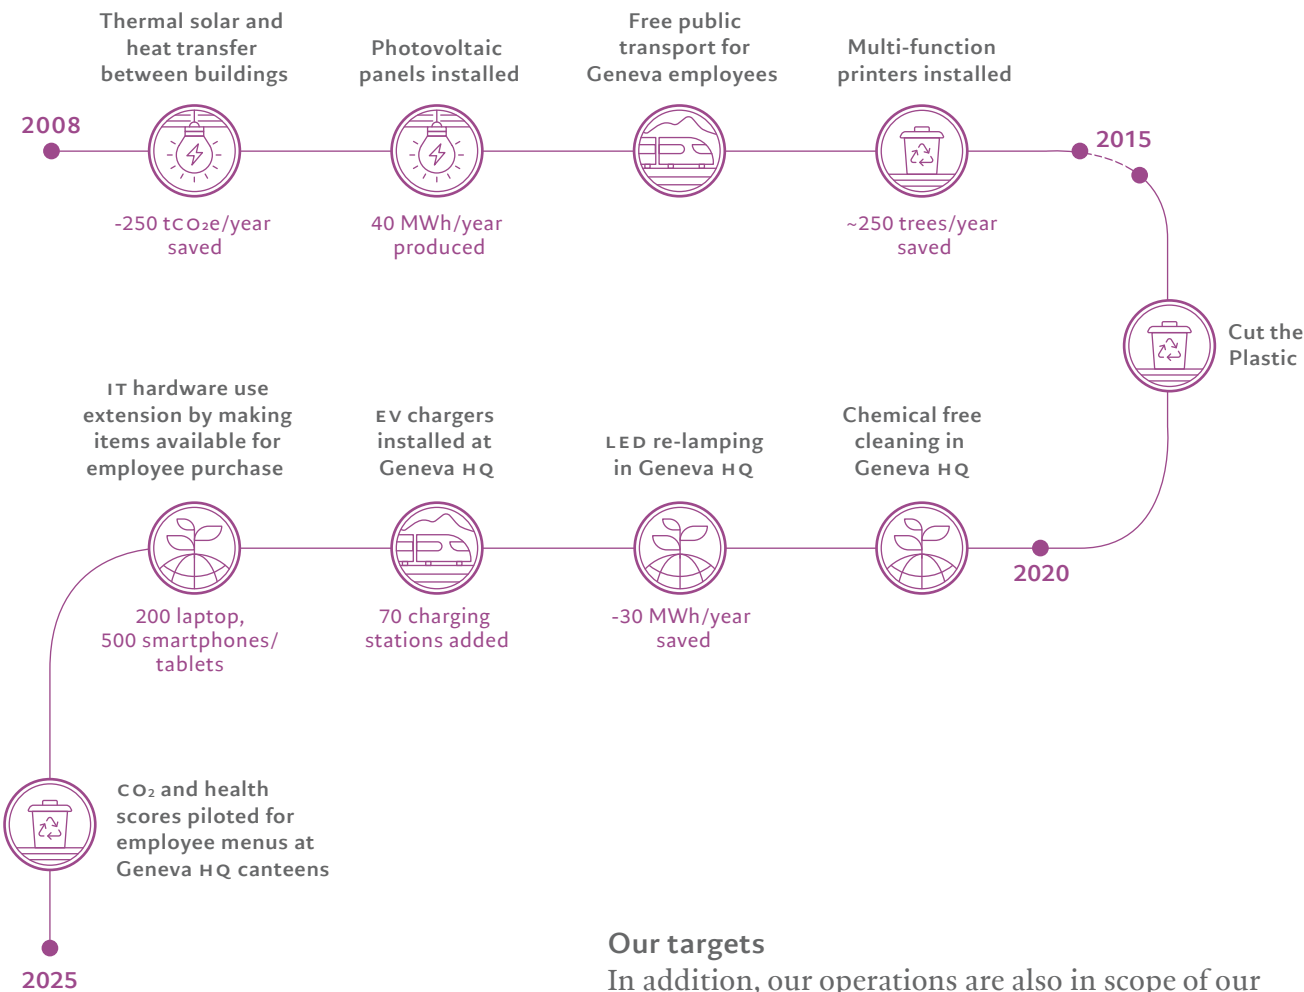 2008
Thermal solar and
heat transfer
between buildings
-250 tCO₂e/year
saved
Photovoltaic
panels installed
40 MWh/year
produced
Free public
transport for
Geneva employees
Multi-function
printers installed
~250 trees/year
saved
2015
Cut the
Plastic
2020
Chemical free
cleaning in
Geneva HQ
LED re-lamping
in Geneva HQ
-30 MWh/year
saved
EV chargers
installed at
Geneva HQ
70 charging
stations added
IT hardware use
extension by making
items available for
employee purchase
200 laptop,
500 smartphones/
tablets
CO₂ and health
scores piloted for
employee menus at
Geneva HQ canteens
2025
Our targets
In addition, our operations are also in scope of our